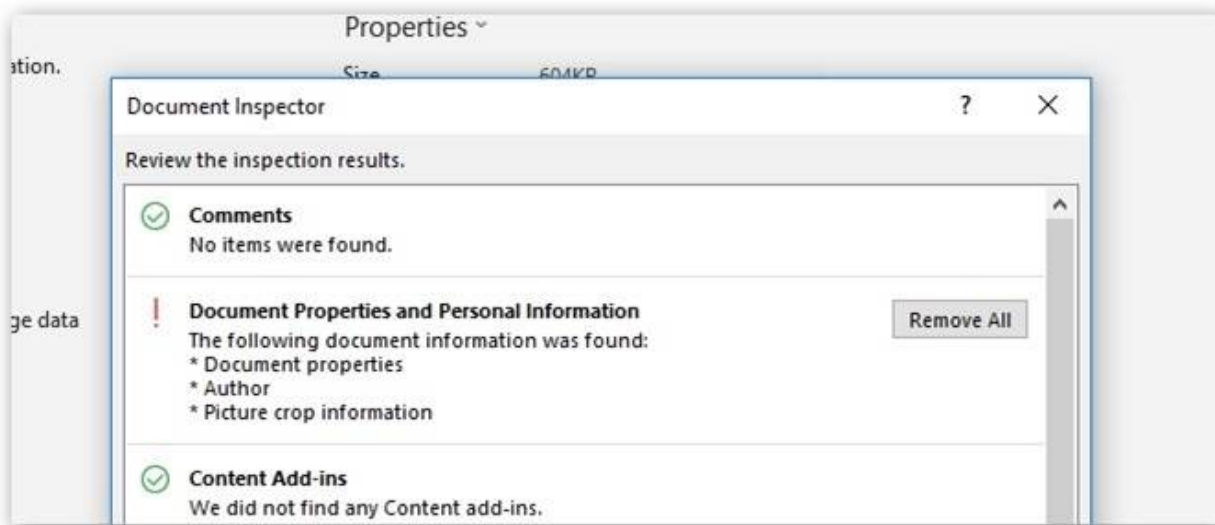 Properties
ation.
Size 604KB
Document Inspector ? X
Review the inspection results.
Comments
No items were found.
ge data
Document Properties and Personal Information
Remove All
The following document information was found:
* Document properties
* Author
* Picture crop information
Content Add-ins
We did not find any Content add-ins.